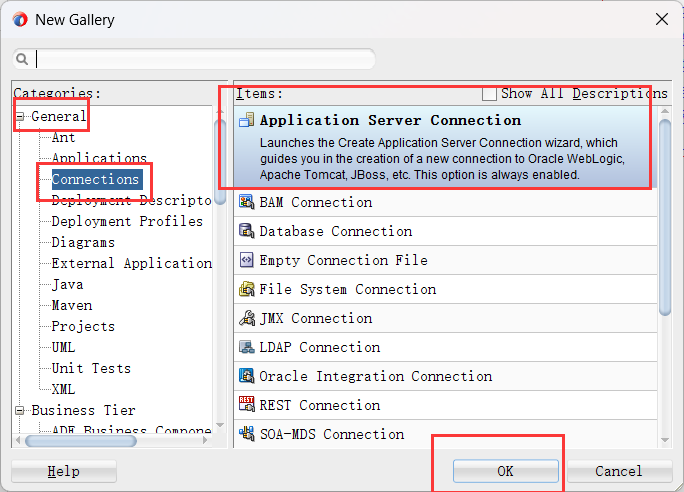 New Gallery
Categories:
General
Ant
Applications
Connections
Deployment Descripto
Deployment Profiles
Diagrams
External Application
Java
Maven
Projects
UML
Unit Tests
XML
Business Tier
ADF Business Compone
Items:
Show All Descriptions
Application Server Connection
Launches the Create Application Server Connection wizard, which
guides you in the creation of a new connection to Oracle WebLogic,
Apache Tomcat, JBoss, etc. This option is always enabled.
BAM Connection
Database Connection
Empty Connection File
File System Connection
JMX Connection
LDAP Connection
Oracle Integration Connection
REST Connection
SOA-MDS Connection
Help
OK
Cancel